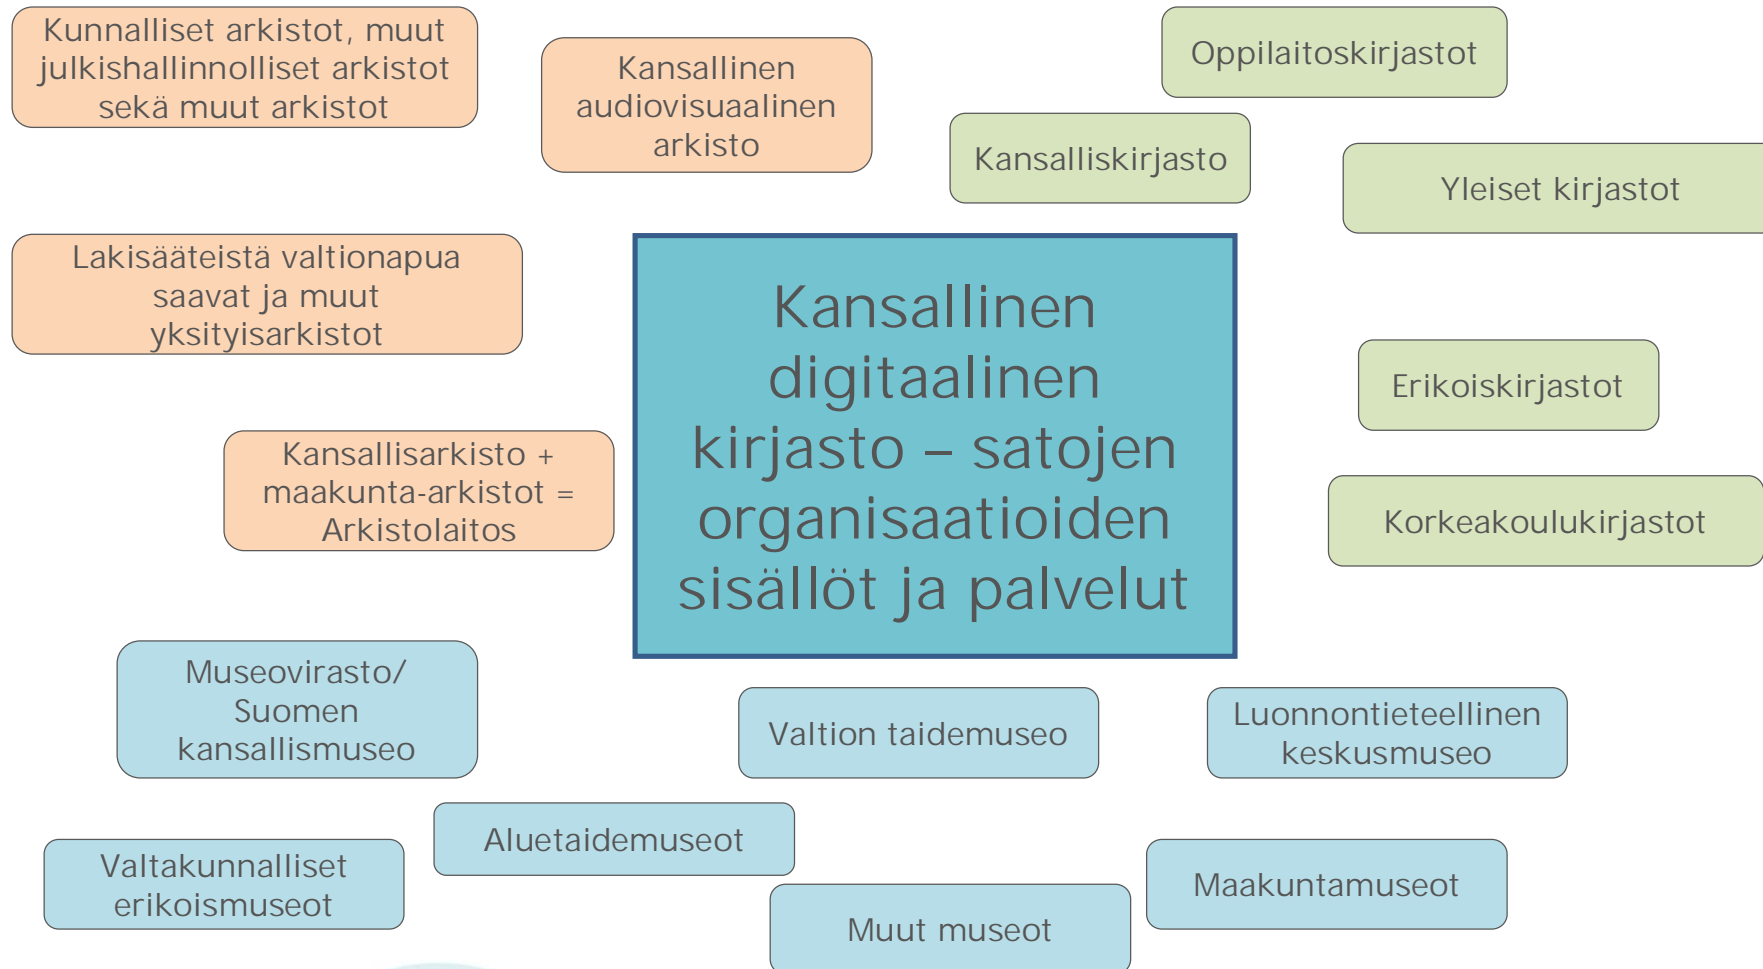 Kunnalliset arkistot, muut
julkishallinnolliset arkistot
sekä muut arkistot
Kansallinen
audiovisuaalinen
arkisto
Oppilaitoskirjastot
Kansalliskirjasto
Yleiset kirjastot
Lakisääteistä valtionapua
saavat ja muut
yksityisarkistot
Kansallinen
digitaalinen
kirjasto – satojen
organisaatioiden
sisällöt ja palvelut
Erikoiskirjastot
Kansallisarkisto +
maakunta-arkistot =
Arkistolaitos
Korkeakoulukirjastot
Museovirasto/
Suomen
kansallismuseo
Valtion taidemuseo
Luonnontieteellinen
keskusmuseo
Aluetaidemuseot
Valtakunnalliset
erikoismuseot
Maakuntamuseot
Muut museot